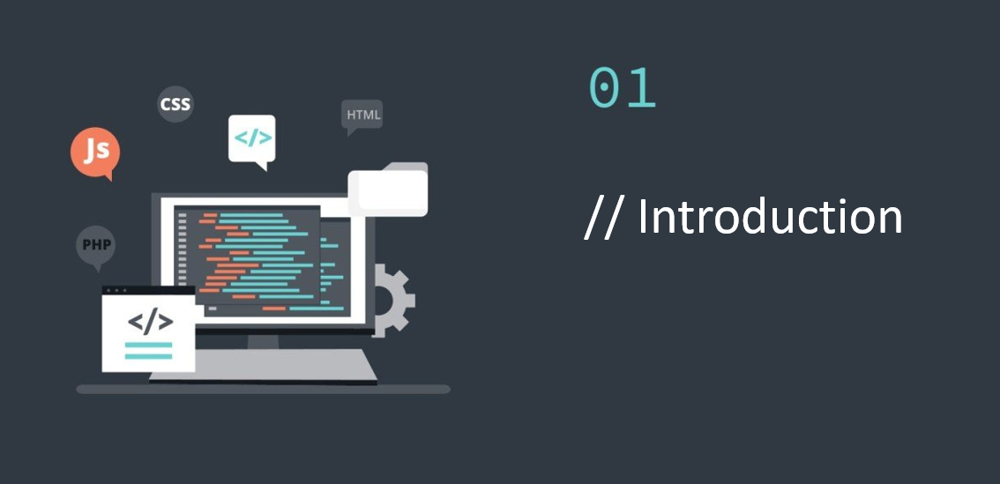 01
// Introduction
CSS
</>
HTML
Js
PHP
</>